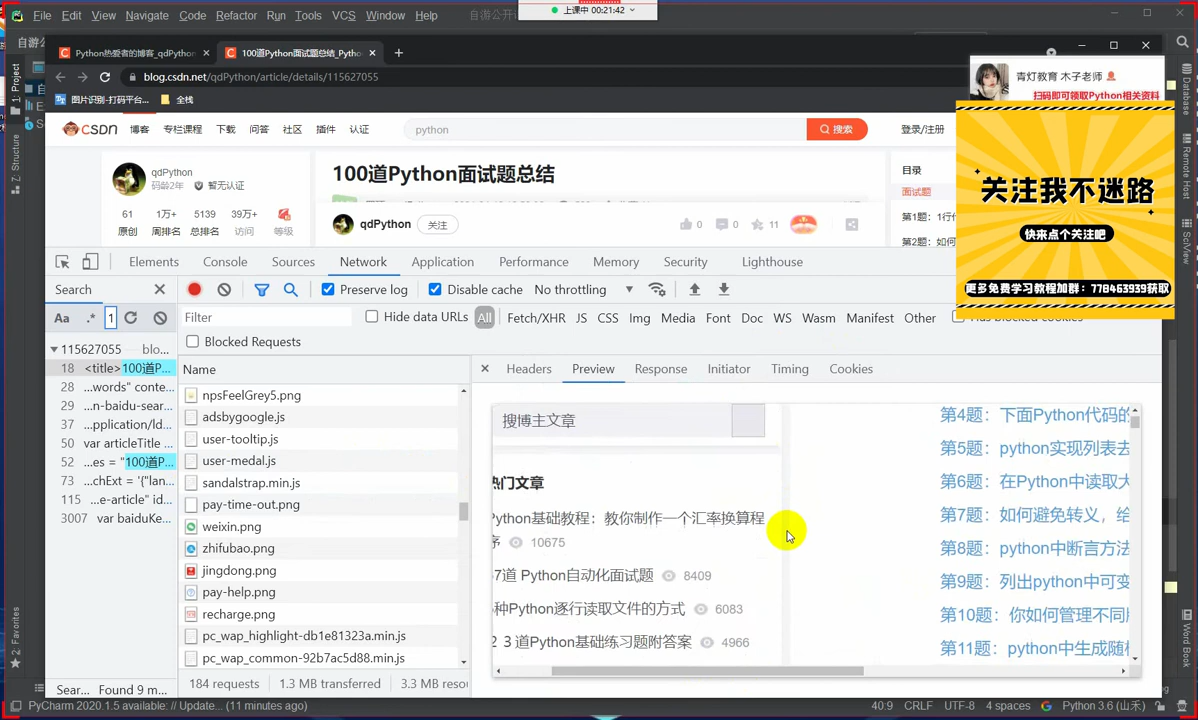 File Edit View Navigate Code Refactor Run Tools VCS Window Help
上课中 00:21:42
Python热爱者的博客_qdPython
100道Python面试题总结_Pytho
blog.csdn.net/qdPython/article/details/115627055
图片识别-打码平台...
全栈
青灯教育 木子老师
扫码即可领取Python相关资料
关注我不迷路
快来点个关注吧
更多免费学习教程加群：778463939获取
CSDN 博客 专栏课程 下载 问答 社区 插件 认证
python
搜索
登录/注册
qdPython
码龄2年 暂无认证
61 1万+ 5139 39万+
原创 周排名 总排名 访问 等级
100道Python面试题总结
qdPython 关注
0 0 11
目录
面试题
第1题：1行
第2题：如何
Elements Console Sources Network Application Performance Memory Security Lighthouse
Search
Preserve log Disable cache No throttling
Aa .* 1
Filter
Hide data URLs All Fetch/XHR JS CSS Img Media Font Doc WS Wasm Manifest Other Has blocked cookies
Blocked Requests
115627055 blo...
18 <title>100道P...
28 ...words" conte...
29 ...n-baidu-sear...
37 ...pplication/ld...
50 var articleTitle ...
52 ...es = "100道P...
73 ...chExt = '{"lan...
115 ...e-article" id...
3007 var baiduKe...
Sear... Found 9 m...
Name
npsFeelGrey5.png
adsbygoogle.js
user-tooltip.js
user-medal.js
sandalstrap.min.js
pay-time-out.png
weixin.png
zhifubao.png
jingdong.png
pay-help.png
recharge.png
pc_wap_highlight-db1e81323a.min.js
pc_wap_common-92b7ac5d88.min.js
184 requests 1.3 MB transferred 3.3 MB reso
Headers Preview Response Initiator Timing Cookies
搜博主文章
热门文章
Python基础教程：教你制作一个汇率换算程
序 10675
7道 Python自动化面试题 8409
种Python逐行读取文件的方式 6083
2 3 道Python基础练习题附答案 4966
第4题：下面Python代码的
第5题：python实现列表去
第6题：在Python中读取大
第7题：如何避免转义，给
第8题：python中断言方法
第9题：列出python中可变
第10题：你如何管理不同
第11题：python中生成随机
1: Project
7: Structure
2: Favorites
Database
Remote Host
SciView
Word Book
PyCharm 2020.1.5 available: // Update... (11 minutes ago)
40:9 CRLF UTF-8 4 spaces Python 3.6 (山禾)